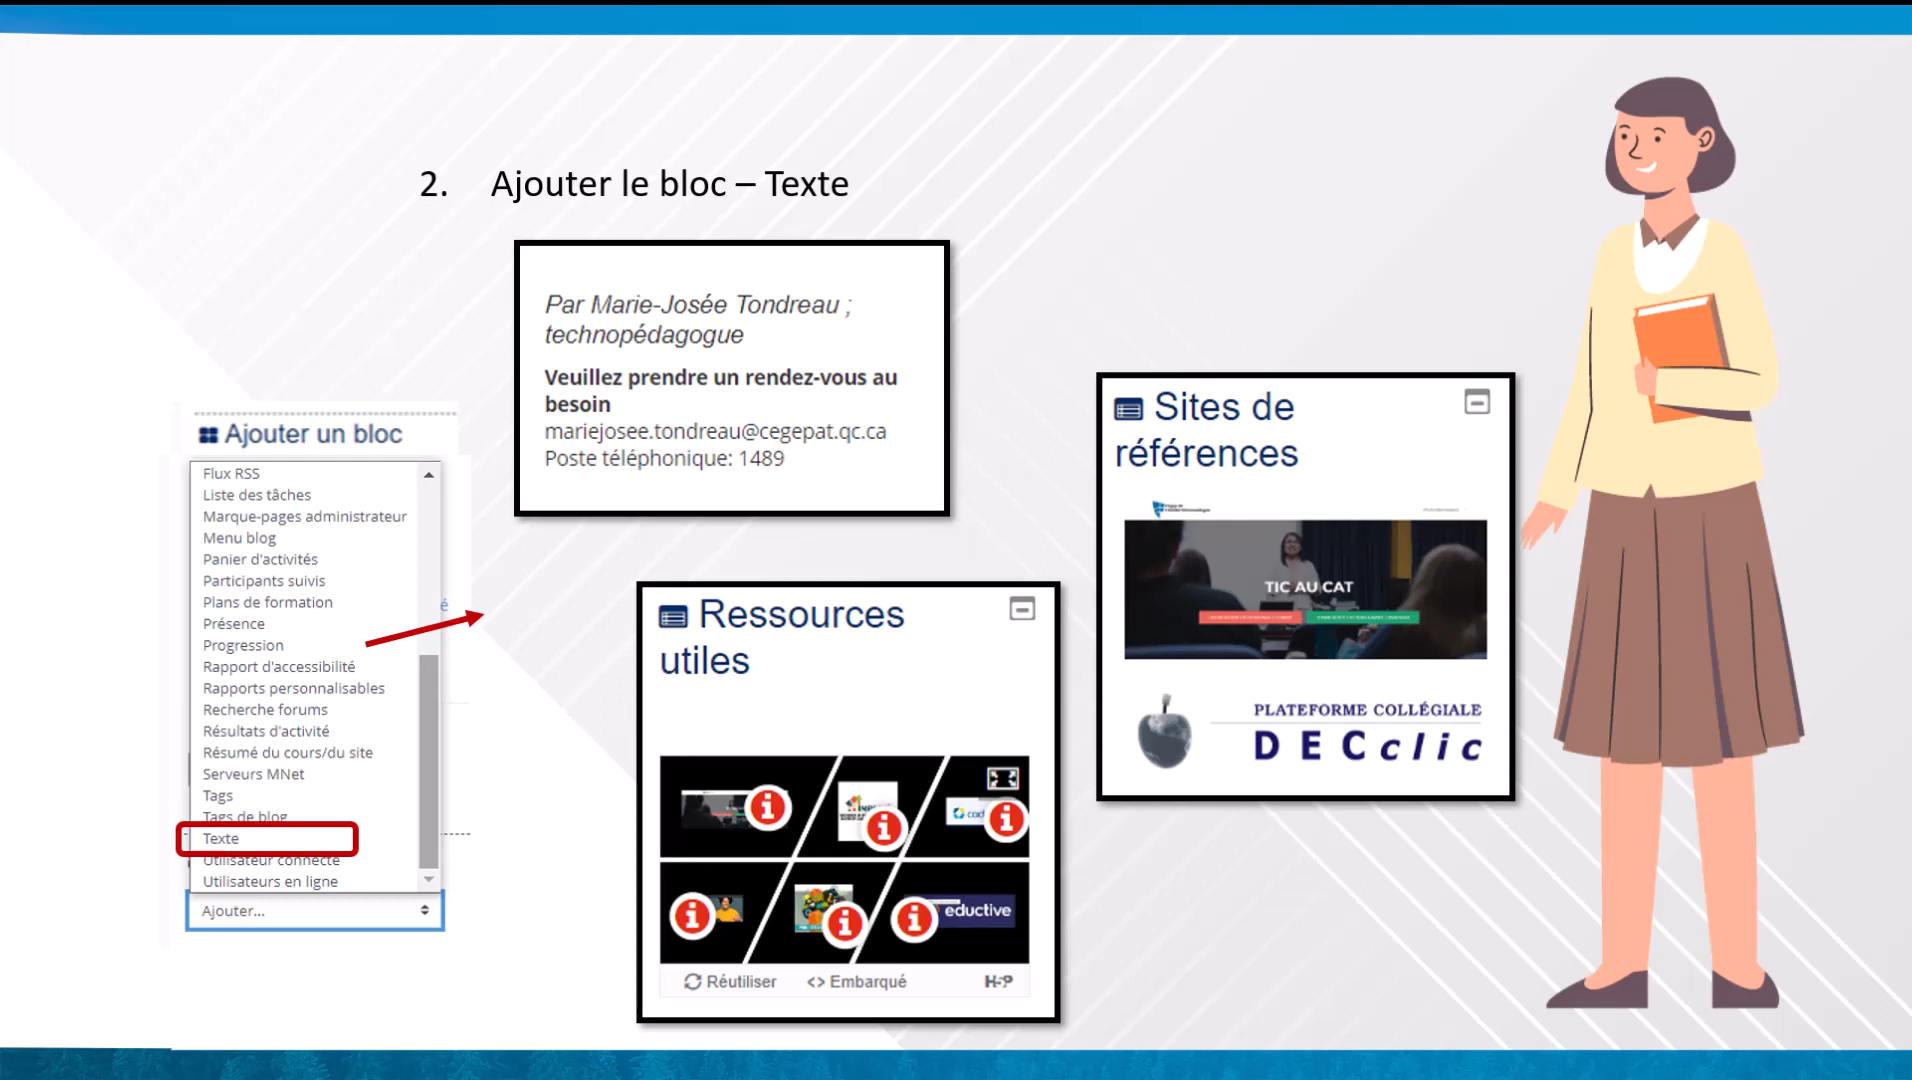 2. Ajouter le bloc – Texte
Par Marie-Josée Tondreau ;
technopédagogue
Veuillez prendre un rendez-vous au
besoin
mariejosee.tondreau@cegepat.qc.ca
Poste téléphonique: 1489
Ajouter un bloc
Flux RSS
Liste des tâches
Marque-pages administrateur
Menu blog
Panier d'activités
Participants suivis
Plans de formation
é
Présence
Progression
Rapport d'accessibilité
Rapports personnalisables
Recherche forums
Résultats d'activité
Résumé du cours/du site
Serveurs MNet
Tags
Tags de blog
Texte
Utilisateur connecté
Utilisateurs en ligne
Ajouter...
Ressources
utiles
eductive
Réutiliser
<> Embarqué
H5P
Sites de
références
TIC AU CAT
PLATEFORME COLLÉGIALE
DECclic